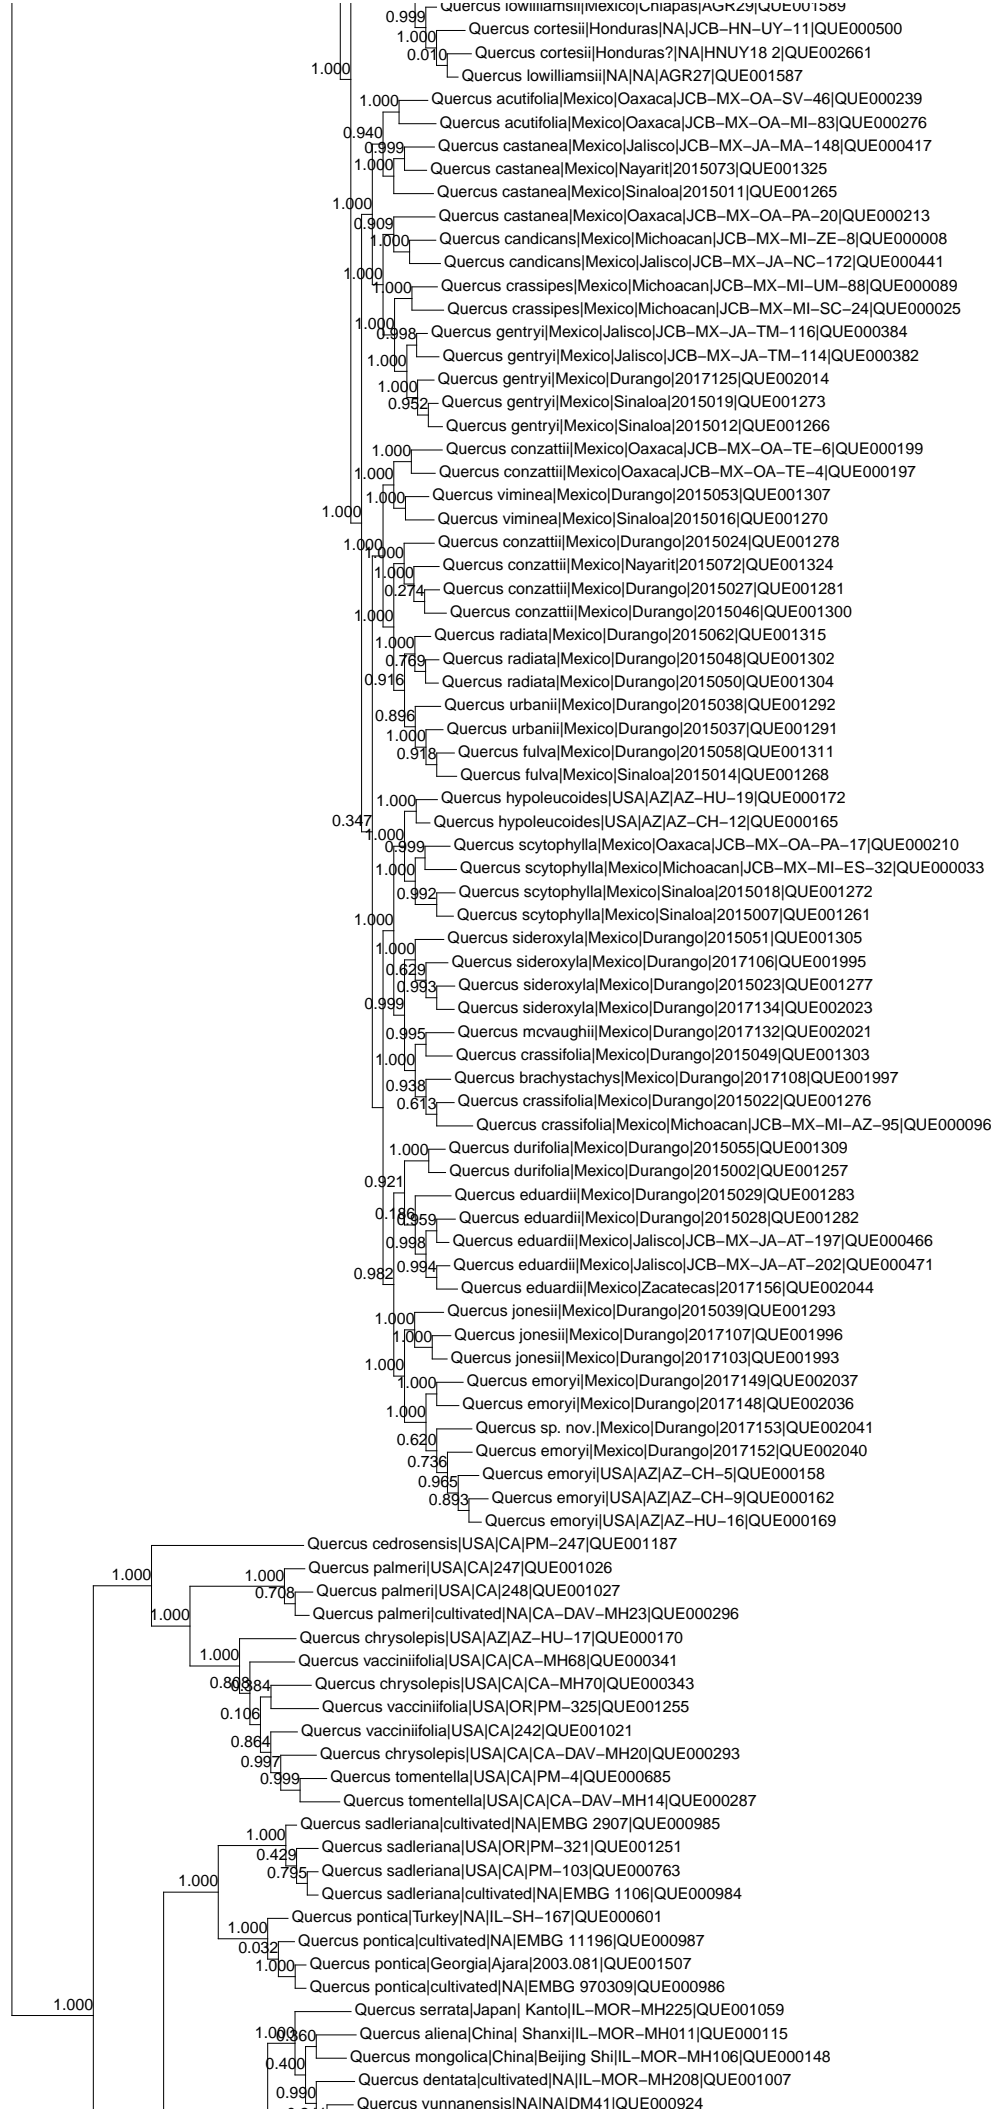 Quercus lowilliamsii|Mexico|Chiapas|AGR29|QUE001589
0.999
Quercus cortesii|Honduras|NA|JCB−HN−UY−11|QUE000500
1.000
Quercus cortesii|Honduras?|NA|HNUY18 2|QUE002661
0.010
Quercus lowilliamsii|NA|NA|AGR27|QUE001587
1.000
Quercus acutifolia|Mexico|Oaxaca|JCB−MX−OA−SV−46|QUE000239
1.000
Quercus acutifolia|Mexico|Oaxaca|JCB−MX−OA−MI−83|QUE000276
0.940
Quercus castanea|Mexico|Jalisco|JCB−MX−JA−MA−148|QUE000417
0.999
Quercus castanea|Mexico|Nayarit|2015073|QUE001325
1.000
Quercus castanea|Mexico|Sinaloa|2015011|QUE001265
1.000
Quercus castanea|Mexico|Oaxaca|JCB−MX−OA−PA−20|QUE000213
0.909
Quercus candicans|Mexico|Michoacan|JCB−MX−MI−ZE−8|QUE000008
1.000
Quercus candicans|Mexico|Jalisco|JCB−MX−JA−NC−172|QUE000441
1.000
Quercus crassipes|Mexico|Michoacan|JCB−MX−MI−UM−88|QUE000089
1.000
Quercus crassipes|Mexico|Michoacan|JCB−MX−MI−SC−24|QUE000025
1.000
Quercus gentryi|Mexico|Jalisco|JCB−MX−JA−TM−116|QUE000384
0.998
Quercus gentryi|Mexico|Jalisco|JCB−MX−JA−TM−114|QUE000382
1.000
Quercus gentryi|Mexico|Durango|2017125|QUE002014
1.000
Quercus gentryi|Mexico|Sinaloa|2015019|QUE001273
0.952
Quercus gentryi|Mexico|Sinaloa|2015012|QUE001266
Quercus conzattii|Mexico|Oaxaca|JCB−MX−OA−TE−6|QUE000199
1.000
Quercus conzattii|Mexico|Oaxaca|JCB−MX−OA−TE−4|QUE000197
1.000
Quercus viminea|Mexico|Durango|2015053|QUE001307
1.000
Quercus viminea|Mexico|Sinaloa|2015016|QUE001270
1.000
Quercus conzattii|Mexico|Durango|2015024|QUE001278
1.000
1.000
Quercus conzattii|Mexico|Nayarit|2015072|QUE001324
1.000
Quercus conzattii|Mexico|Durango|2015027|QUE001281
0.274
Quercus conzattii|Mexico|Durango|2015046|QUE001300
1.000
Quercus radiata|Mexico|Durango|2015062|QUE001315
1.000
Quercus radiata|Mexico|Durango|2015048|QUE001302
0.769
Quercus radiata|Mexico|Durango|2015050|QUE001304
0.916
Quercus urbanii|Mexico|Durango|2015038|QUE001292
0.896
Quercus urbanii|Mexico|Durango|2015037|QUE001291
1.000
Quercus fulva|Mexico|Durango|2015058|QUE001311
0.918
Quercus fulva|Mexico|Sinaloa|2015014|QUE001268
Quercus hypoleucoides|USA|AZ|AZ−HU−19|QUE000172
1.000
Quercus hypoleucoides|USA|AZ|AZ−CH−12|QUE000165
0.347
1.000
Quercus scytophylla|Mexico|Oaxaca|JCB−MX−OA−PA−17|QUE000210
0.999
Quercus scytophylla|Mexico|Michoacan|JCB−MX−MI−ES−32|QUE000033
1.000
Quercus scytophylla|Mexico|Sinaloa|2015018|QUE001272
0.992
Quercus scytophylla|Mexico|Sinaloa|2015007|QUE001261
1.000
Quercus sideroxyla|Mexico|Durango|2015051|QUE001305
1.000
Quercus sideroxyla|Mexico|Durango|2017106|QUE001995
0.629
Quercus sideroxyla|Mexico|Durango|2015023|QUE001277
0.993
Quercus sideroxyla|Mexico|Durango|2017134|QUE002023
0.999
Quercus mcvaughii|Mexico|Durango|2017132|QUE002021
0.995
Quercus crassifolia|Mexico|Durango|2015049|QUE001303
1.000
Quercus brachystachys|Mexico|Durango|2017108|QUE001997
0.938
Quercus crassifolia|Mexico|Durango|2015022|QUE001276
0.613
Quercus crassifolia|Mexico|Michoacan|JCB−MX−MI−AZ−95|QUE000096
Quercus durifolia|Mexico|Durango|2015055|QUE001309
1.000
Quercus durifolia|Mexico|Durango|2015002|QUE001257
0.921
Quercus eduardii|Mexico|Durango|2015029|QUE001283
0.186
Quercus eduardii|Mexico|Durango|2015028|QUE001282
0.959
Quercus eduardii|Mexico|Jalisco|JCB−MX−JA−AT−197|QUE000466
0.998
Quercus eduardii|Mexico|Jalisco|JCB−MX−JA−AT−202|QUE000471
0.994
0.982
Quercus eduardii|Mexico|Zacatecas|2017156|QUE002044
Quercus jonesii|Mexico|Durango|2015039|QUE001293
1.000
Quercus jonesii|Mexico|Durango|2017107|QUE001996
1.000
Quercus jonesii|Mexico|Durango|2017103|QUE001993
1.000
Quercus emoryi|Mexico|Durango|2017149|QUE002037
1.000
Quercus emoryi|Mexico|Durango|2017148|QUE002036
1.000
Quercus sp. nov.|Mexico|Durango|2017153|QUE002041
0.620
Quercus emoryi|Mexico|Durango|2017152|QUE002040
0.736
Quercus emoryi|USA|AZ|AZ−CH−5|QUE000158
0.965
Quercus emoryi|USA|AZ|AZ−CH−9|QUE000162
0.893
Quercus emoryi|USA|AZ|AZ−HU−16|QUE000169
Quercus cedrosensis|USA|CA|PM−247|QUE001187
1.000
Quercus palmeri|USA|CA|247|QUE001026
1.000
Quercus palmeri|USA|CA|248|QUE001027
0.708
Quercus palmeri|cultivated|NA|CA−DAV−MH23|QUE000296
1.000
Quercus chrysolepis|USA|AZ|AZ−HU−17|QUE000170
1.000
Quercus vacciniifolia|USA|CA|CA−MH68|QUE000341
Quercus chrysolepis|USA|CA|CA−MH70|QUE000343
Quercus vacciniifolia|USA|OR|PM−325|QUE001255
0.106
Quercus vacciniifolia|USA|CA|242|QUE001021
0.864
Quercus chrysolepis|USA|CA|CA−DAV−MH20|QUE000293
0.997
Quercus tomentella|USA|CA|PM−4|QUE000685
0.999
Quercus tomentella|USA|CA|CA−DAV−MH14|QUE000287
Quercus sadleriana|cultivated|NA|EMBG 2907|QUE000985
1.000
Quercus sadleriana|USA|OR|PM−321|QUE001251
0.429
Quercus sadleriana|USA|CA|PM−103|QUE000763
0.795
1.000
Quercus sadleriana|cultivated|NA|EMBG 1106|QUE000984
Quercus pontica|Turkey|NA|IL−SH−167|QUE000601
1.000
Quercus pontica|cultivated|NA|EMBG 11196|QUE000987
0.032
Quercus pontica|Georgia|Ajara|2003.081|QUE001507
1.000
Quercus pontica|cultivated|NA|EMBG 970309|QUE000986
1.000
Quercus serrata|Japan| Kanto|IL−MOR−MH225|QUE001059
1.000
Quercus aliena|China| Shanxi|IL−MOR−MH011|QUE000115
Quercus mongolica|China|Beijing Shi|IL−MOR−MH106|QUE000148
0.400
Quercus dentata|cultivated|NA|IL−MOR−MH208|QUE001007
0.990
Quercus yunnanensis|NA|NA|DM41|QUE000924